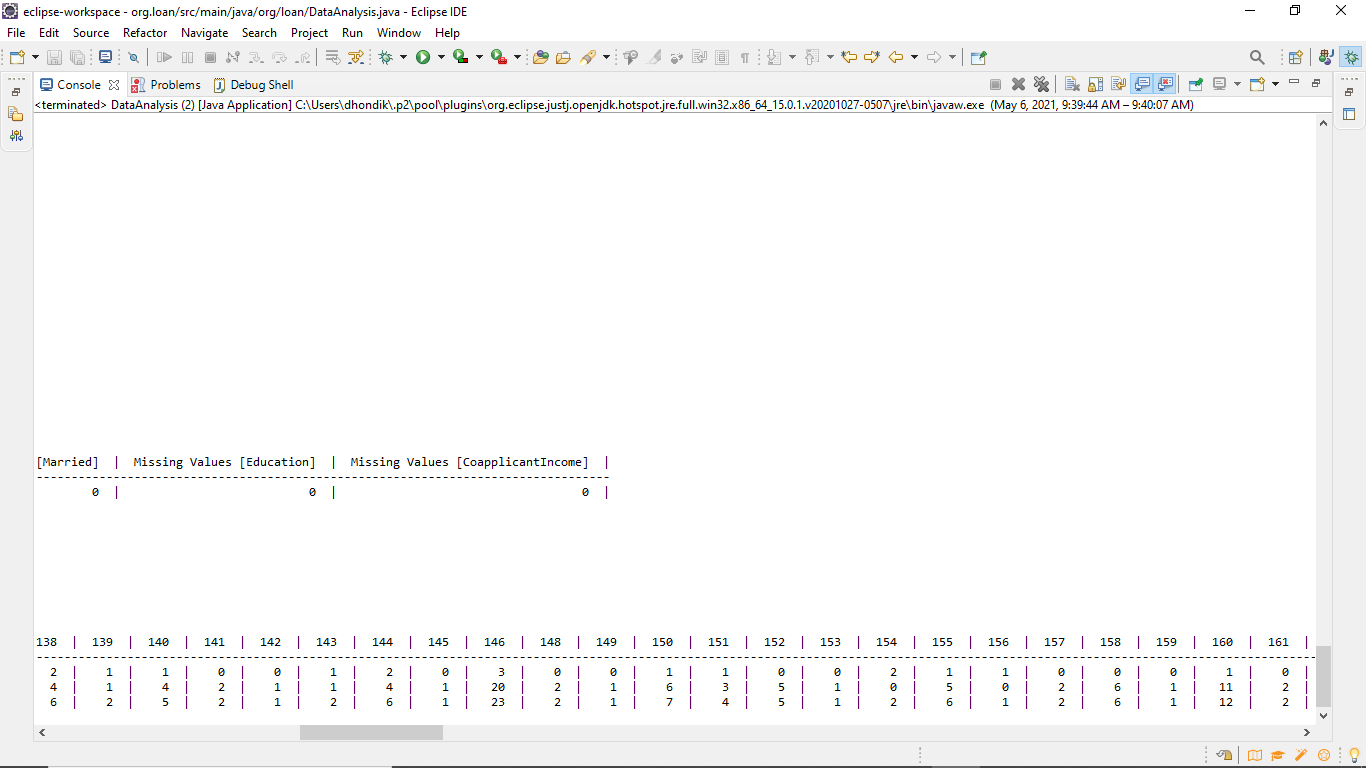 eclipse-workspace - org.loan/src/main/java/org/loan/DataAnalysis.java - Eclipse IDE
File Edit Source Refactor Navigate Search Project Run Window Help
Console Problems Debug Shell
<terminated> DataAnalysis (2) [Java Application] C:\Users\dhondik\.p2\pool\plugins\org.eclipse.justj.openjdk.hotspot.jre.full.win32.x86_64_15.0.1.v20201027-0507\jre\bin\javaw.exe (May 6, 2021, 9:39:44 AM – 9:40:07 AM)
[Married] | Missing Values [Education] | Missing Values [CoapplicantIncome] |
----------------------------------------------------------------------------------
0 | 0 | 0 |
138 | 139 | 140 | 141 | 142 | 143 | 144 | 145 | 146 | 148 | 149 | 150 | 151 | 152 | 153 | 154 | 155 | 156 | 157 | 158 | 159 | 160 | 161 |
----------------------------------------------------------------------------------
2 | 1 | 1 | 0 | 0 | 1 | 2 | 0 | 3 | 0 | 0 | 1 | 1 | 0 | 0 | 2 | 1 | 1 | 0 | 0 | 0 | 1 | 0 |
4 | 1 | 4 | 2 | 1 | 1 | 4 | 1 | 20 | 2 | 1 | 6 | 3 | 5 | 1 | 0 | 5 | 0 | 2 | 6 | 1 | 11 | 2 |
6 | 2 | 5 | 2 | 1 | 2 | 6 | 1 | 23 | 2 | 1 | 7 | 4 | 5 | 1 | 2 | 6 | 1 | 2 | 6 | 1 | 12 | 2 |